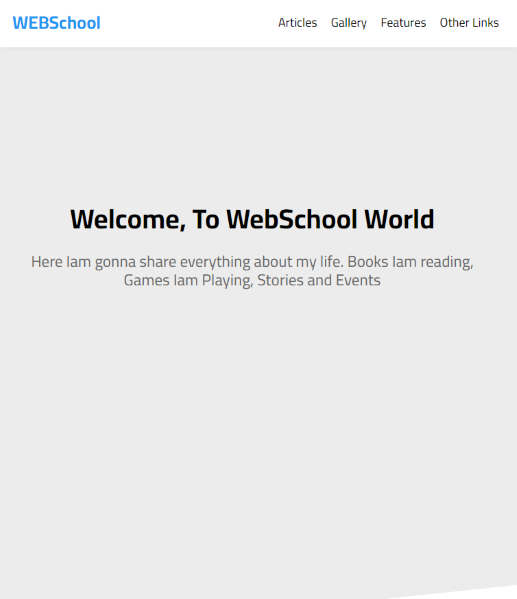 WEBSchool
Articles Gallery Features Other Links
Welcome, To WebSchool World
Here Iam gonna share everything about my life. Books Iam reading,
Games Iam Playing, Stories and Events